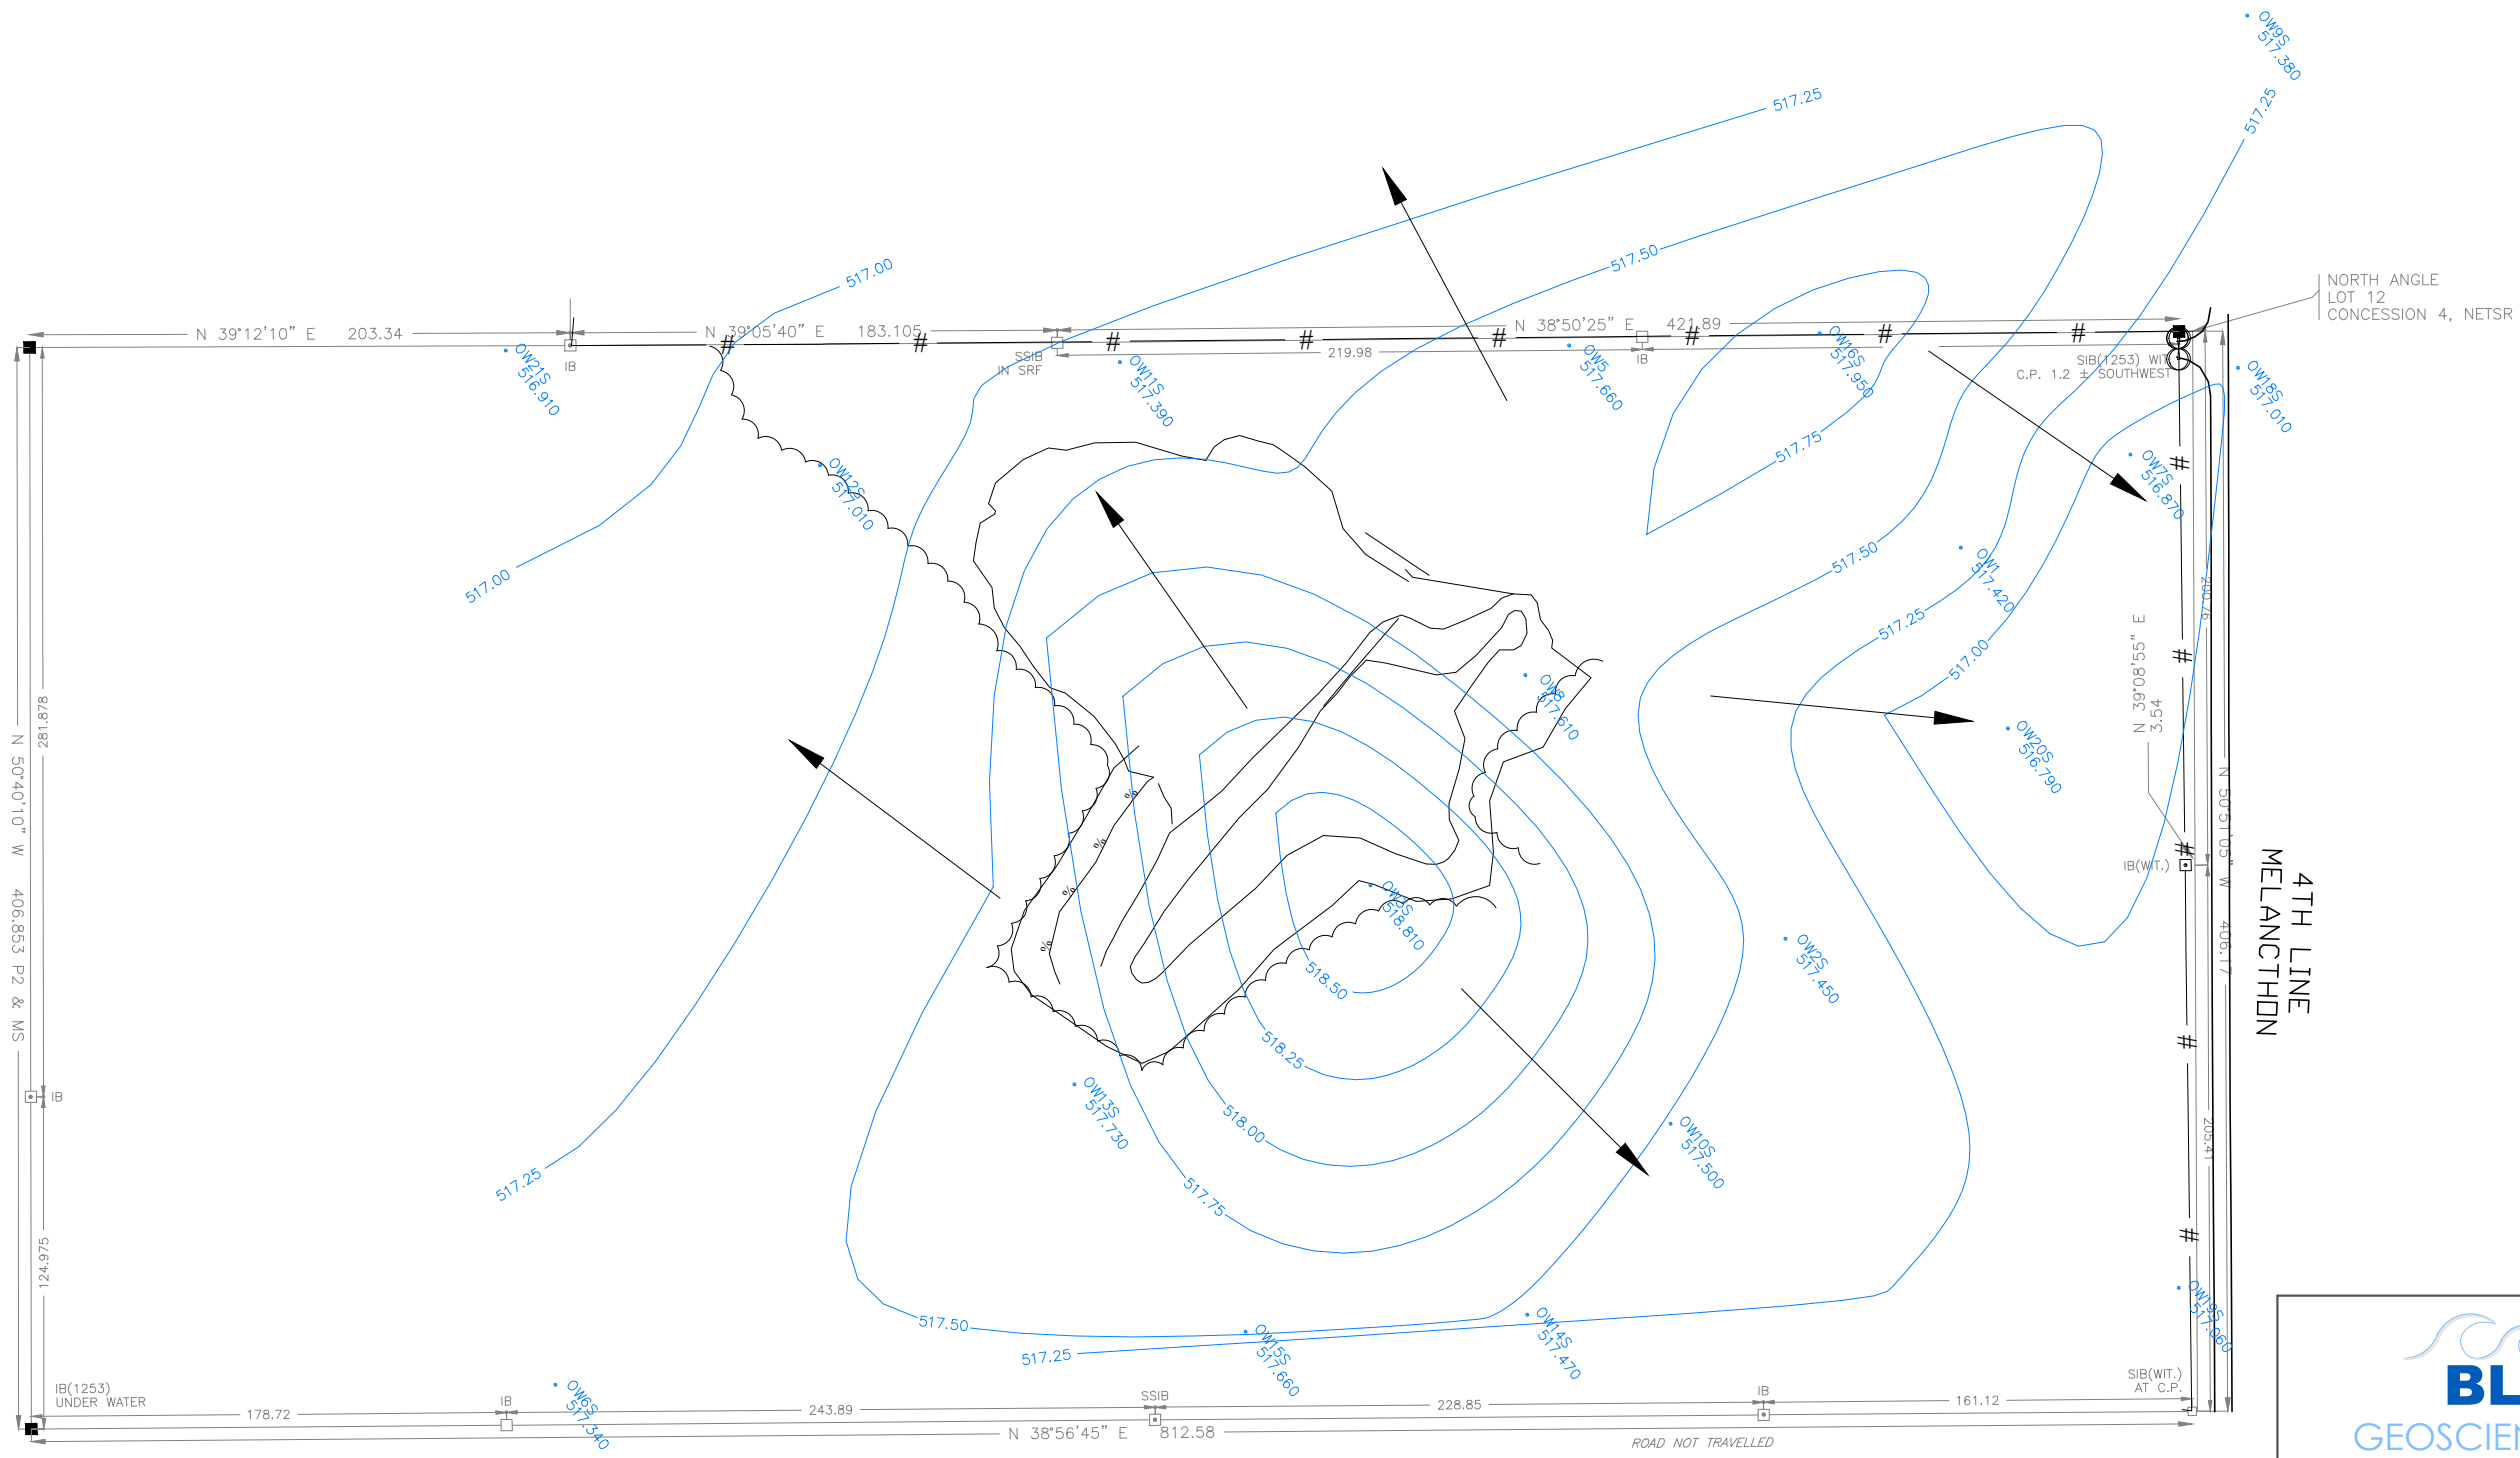 OW9S
517.380
517.25
517.25
517.50
517.00
NORTH ANGLE
LOT 12
CONCESSION 4, NETSR
N 39°12'10" E 203.34
N 39°05'40" E 183.105
N 38°50'25" E 421.89
219.98
SSIB
IN SRF
IB
IB
SIB(1253) WIT
C.P. 1.2 ± SOUTHWEST
OW21S
516.910
OW11S
517.390
OW5
517.660
OW16S
517.950
OW18S
517.010
OW7S
516.870
517.75
OW12S
517.010
517.00
517.50
OW1
517.420
517.25
517.00
200.76
N 39°08'55" E
3.54
OW8
517.610
OW20S
516.790
281.878
N 50°40'10" W 406.853 P2 & MS
N 50°51'05" W 406.17
IB(WIT.)
4TH LINE
MELANCTHON
%
%
%
%
OW3S
518.810
518.50
OW2S
517.450
518.25
518.00
517.75
IB
OW13S
517.730
OW10S
517.500
205.41
517.25
124.975
517.50
517.25
OW15S
517.660
OW14S
517.470
OW19S
517.060
OW6S
517.340
IB(1253)
UNDER WATER
IB
SSIB
IB
SIB(WIT.)
AT C.P.
178.72
243.89
228.85
161.12
N 38°56'45" E 812.58
ROAD NOT TRAVELLED
BL
GEOSCIEN